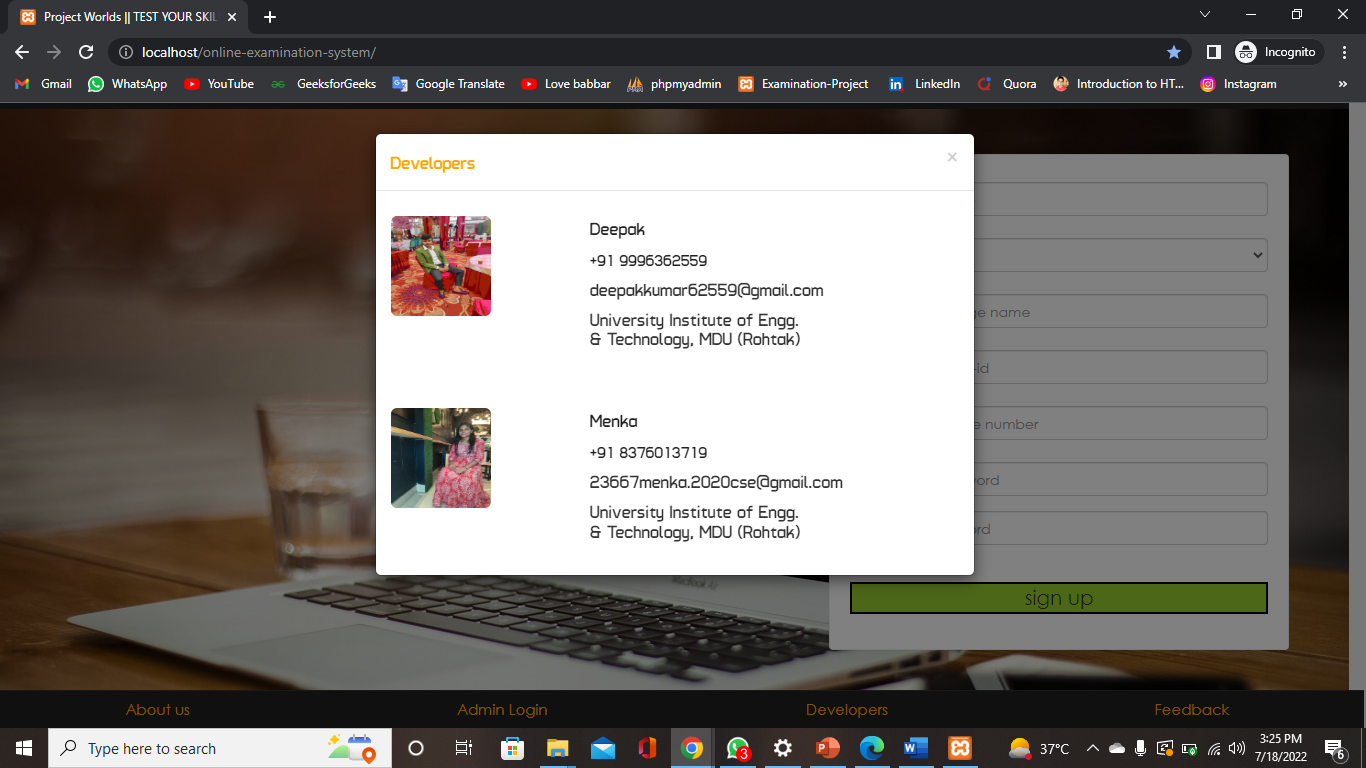 Project Worlds || TEST YOUR SKIL
localhost/online-examination-system/
Incognito
Gmail
WhatsApp
YouTube
GeeksforGeeks
Google Translate
Love babbar
phpmyadmin
Examination-Project
LinkedIn
Quora
Introduction to HT...
Instagram
»
Developers
×
Deepak
+91 9996362559
deepakkumar62559@gmail.com
University Institute of Engg.
& Technology, MDU (Rohtak)
Menka
+91 8376013719
23667menka.2020cse@gmail.com
University Institute of Engg.
& Technology, MDU (Rohtak)
name
number
sign up
MacBook Air
About us
Admin Login
Developers
Feedback
Type here to search
3
37°C
3:25 PM
7/18/2022
6